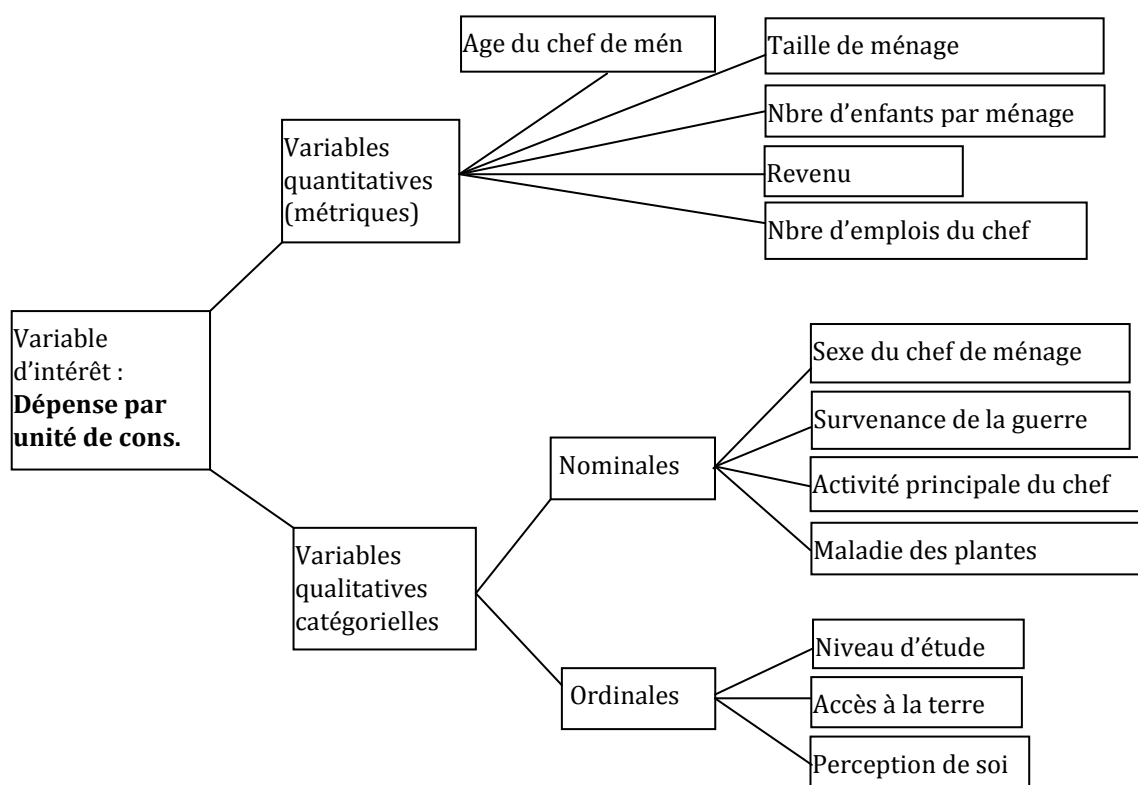 Age du chef de mén
Taille de ménage
Nbre d'enfants par ménage
Variables
quantitatives
(métriques)
Revenu
Nbre d'emplois du chef
Variable
d'intérêt :
Dépense par
unité de cons.
Sexe du chef de ménage
Survenance de la guerre
Nominales
Activité principale du chef
Maladie des plantes
Variables
qualitatives
catégorielles
Niveau d'étude
Ordinales
Accès à la terre
Perception de soi